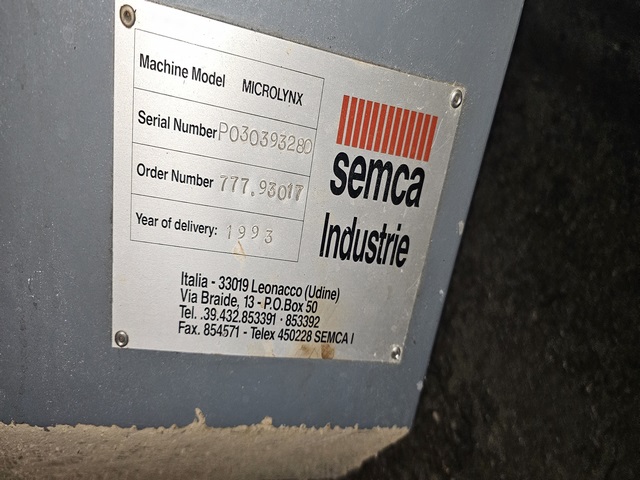 Machine Model MICROLYNX
Serial Number P030393280
Order Number 777.93017
Year of delivery: 1993
semca
Industrie
Italia - 33019 Leonacco (Udine)
Via Braide, 13 - P.O.Box 50
Tel. .39.432.853391 · 853392
Fax. 854571 - Telex 450228 SEMCA I